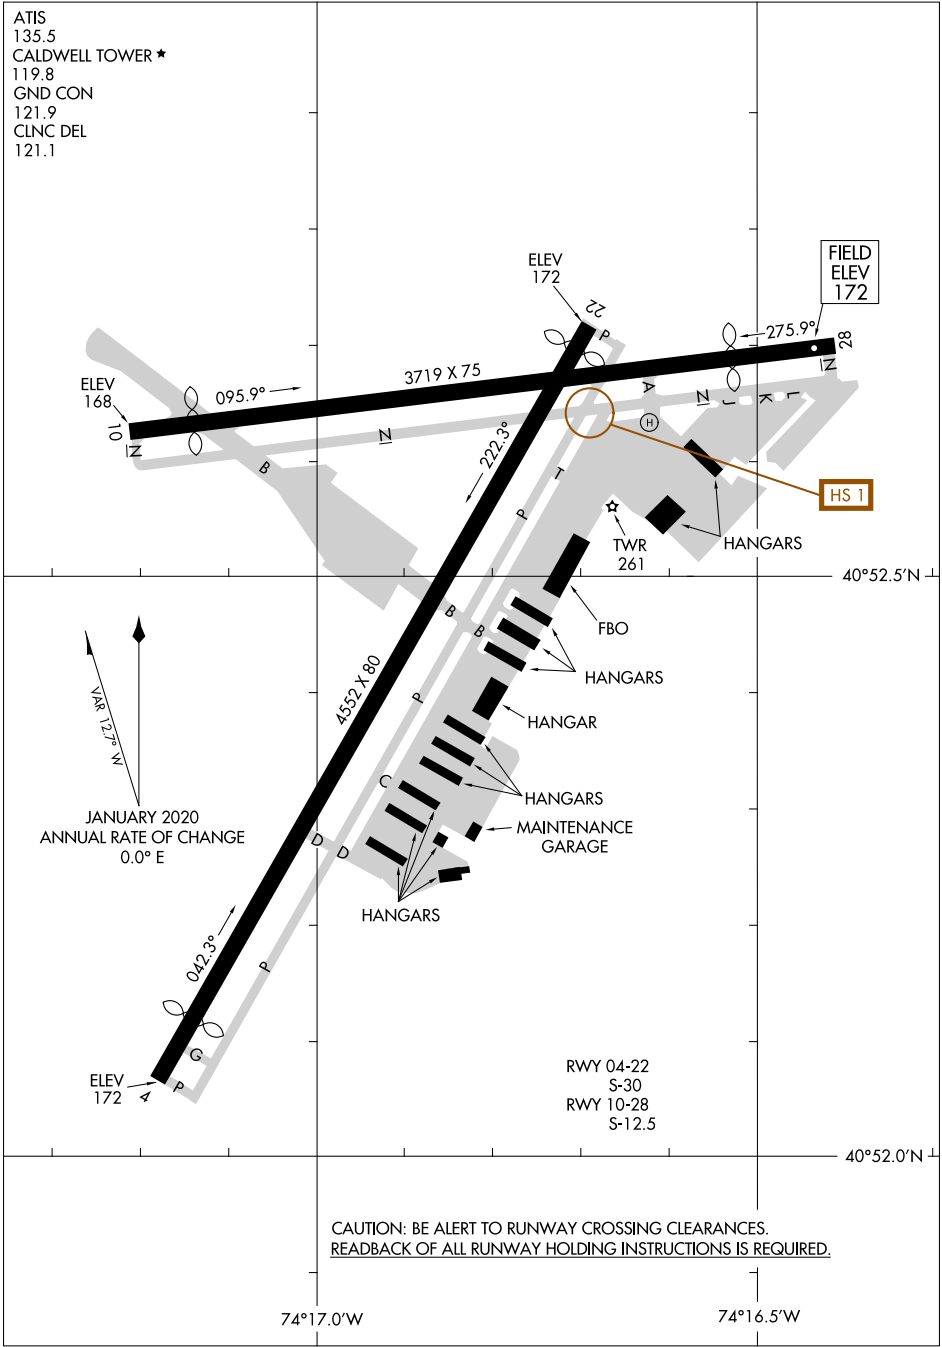 ATIS
135.5
CALDWELL TOWER ★
119.8
GND CON
121.9
CLNC DEL
121.1
ELEV
172
22
P
FIELD
ELEV
172
275.9°
28
N
3719 X 75
095.9°
ELEV
168
10
N
A
N
J
K
L
H
N
B
222.3°
T
P
HS 1
TWR
261
HANGARS
40°52.5'N
FBO
B
B
HANGARS
4552 X 80
P
HANGAR
VAR 12.7° W
JANUARY 2020
ANNUAL RATE OF CHANGE
0.0° E
C
HANGARS
MAINTENANCE
GARAGE
D
D
HANGARS
042.3°
P
G
P
ELEV
172
4
RWY 04-22
S-30
RWY 10-28
S-12.5
40°52.0'N
CAUTION: BE ALERT TO RUNWAY CROSSING CLEARANCES.
READBACK OF ALL RUNWAY HOLDING INSTRUCTIONS IS REQUIRED.
74°17.0'W
74°16.5'W